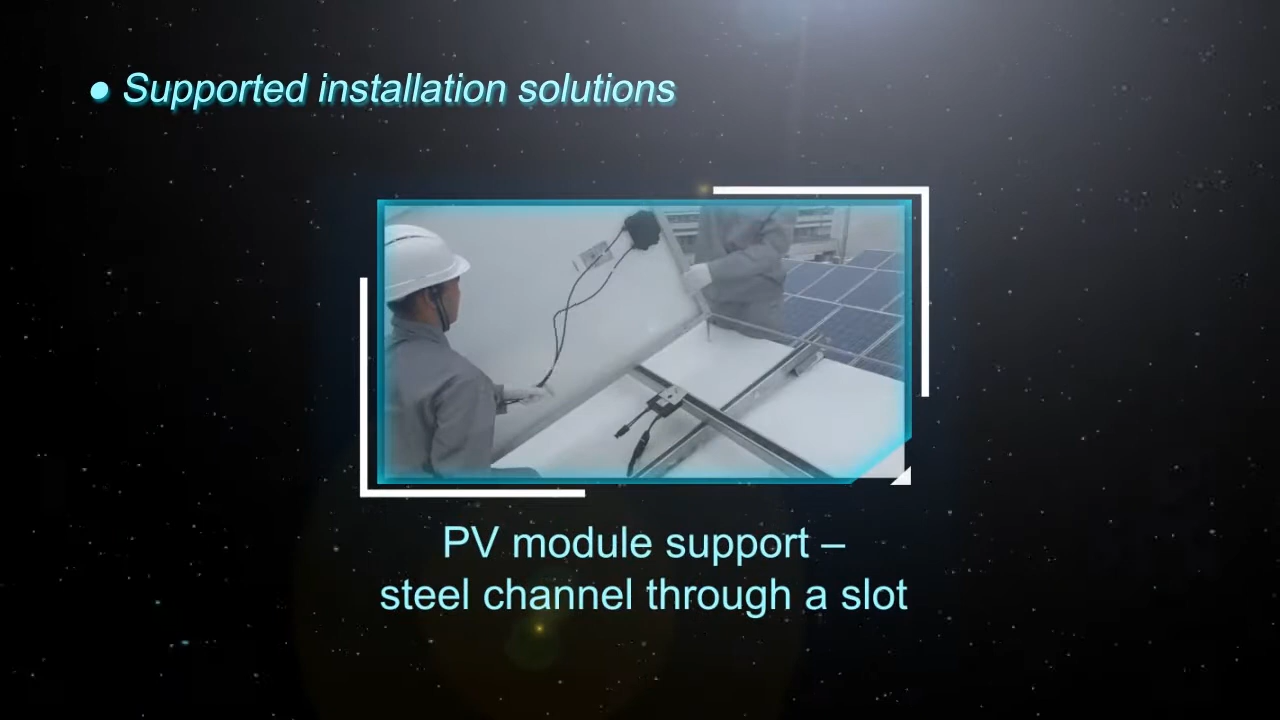 ● Supported installation solutions
PV module support –
steel channel through a slot